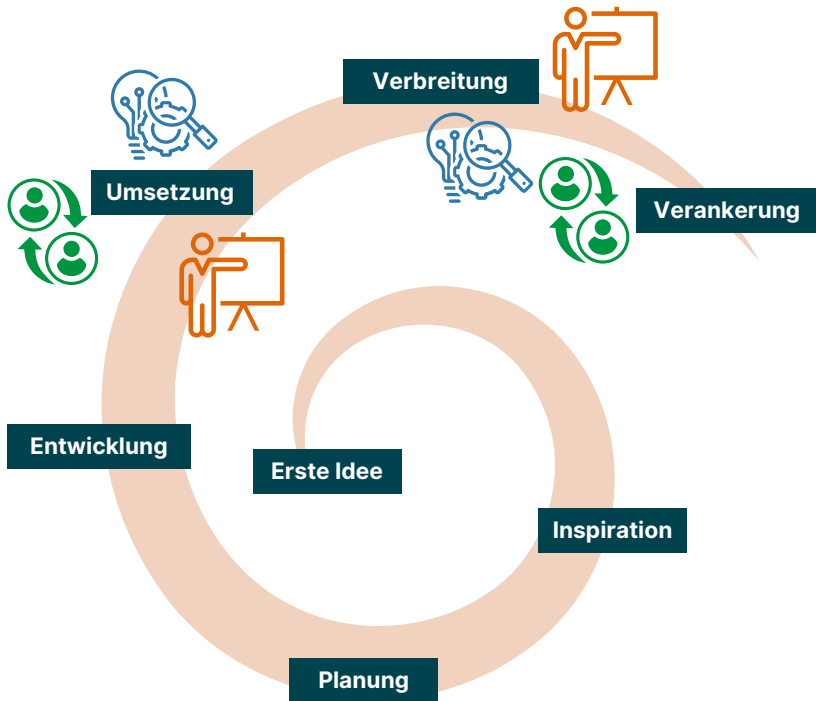 Verbreitung
Umsetzung
Verankerung
Entwicklung
Erste Idee
Inspiration
Planung